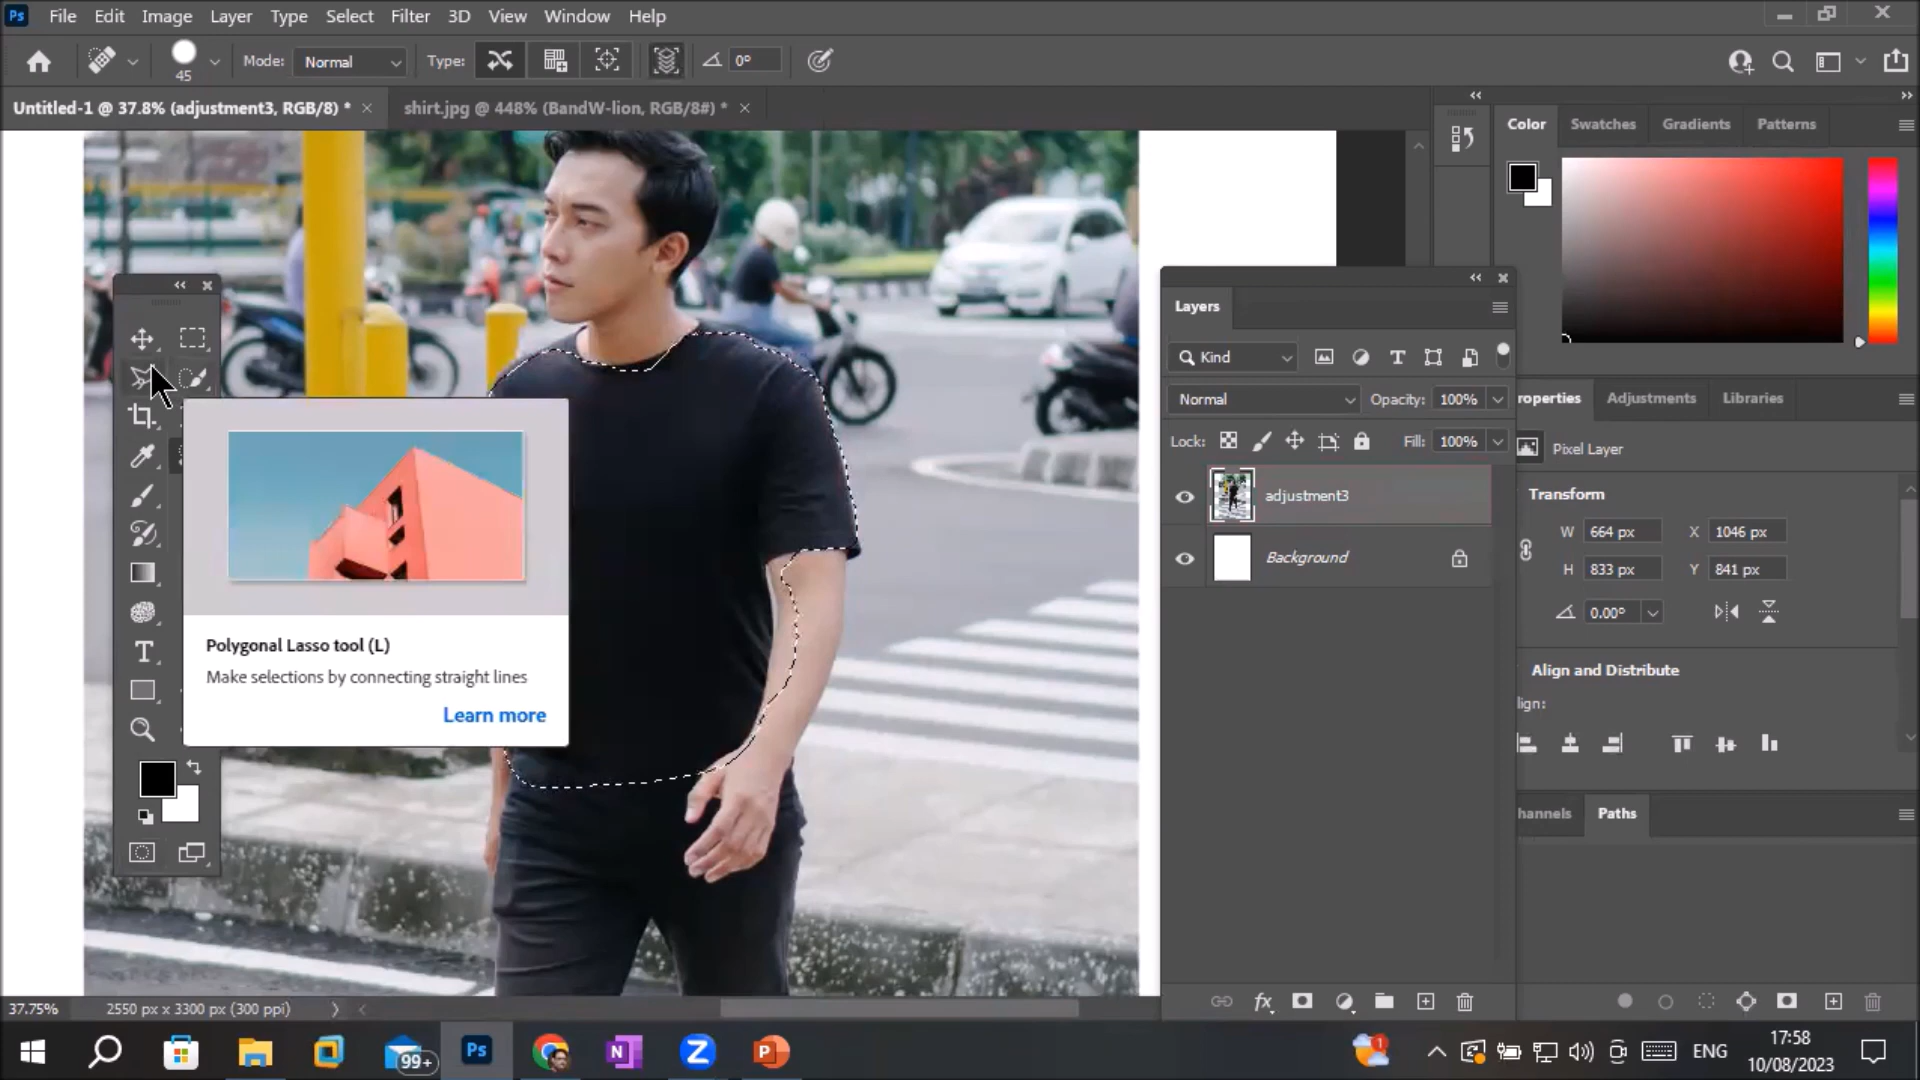 Ps File Edit Image Layer Type Select Filter 3D View Window Help
45 Mode: Normal Type: 0°
Untitled-1 @ 37.8% (adjustment3, RGB/8) * × shirt.jpg @ 448% (BandW-lion, RGB/8#) * ×
Color Swatches Gradients Patterns
Layers
Kind
Normal Opacity: 100%
Lock: Fill: 100%
adjustment3
Background
roperties Adjustments Libraries
Pixel Layer
Transform
W 664 px X 1046 px
H 833 px Y 841 px
0.00°
Align and Distribute
lign:
hannels Paths
T
Polygonal Lasso tool (L)
Make selections by connecting straight lines
Learn more
37.75% 2550 px x 3300 px (300 ppi)
99+ Ps N Z P 1 ENG
17:58
10/08/2023